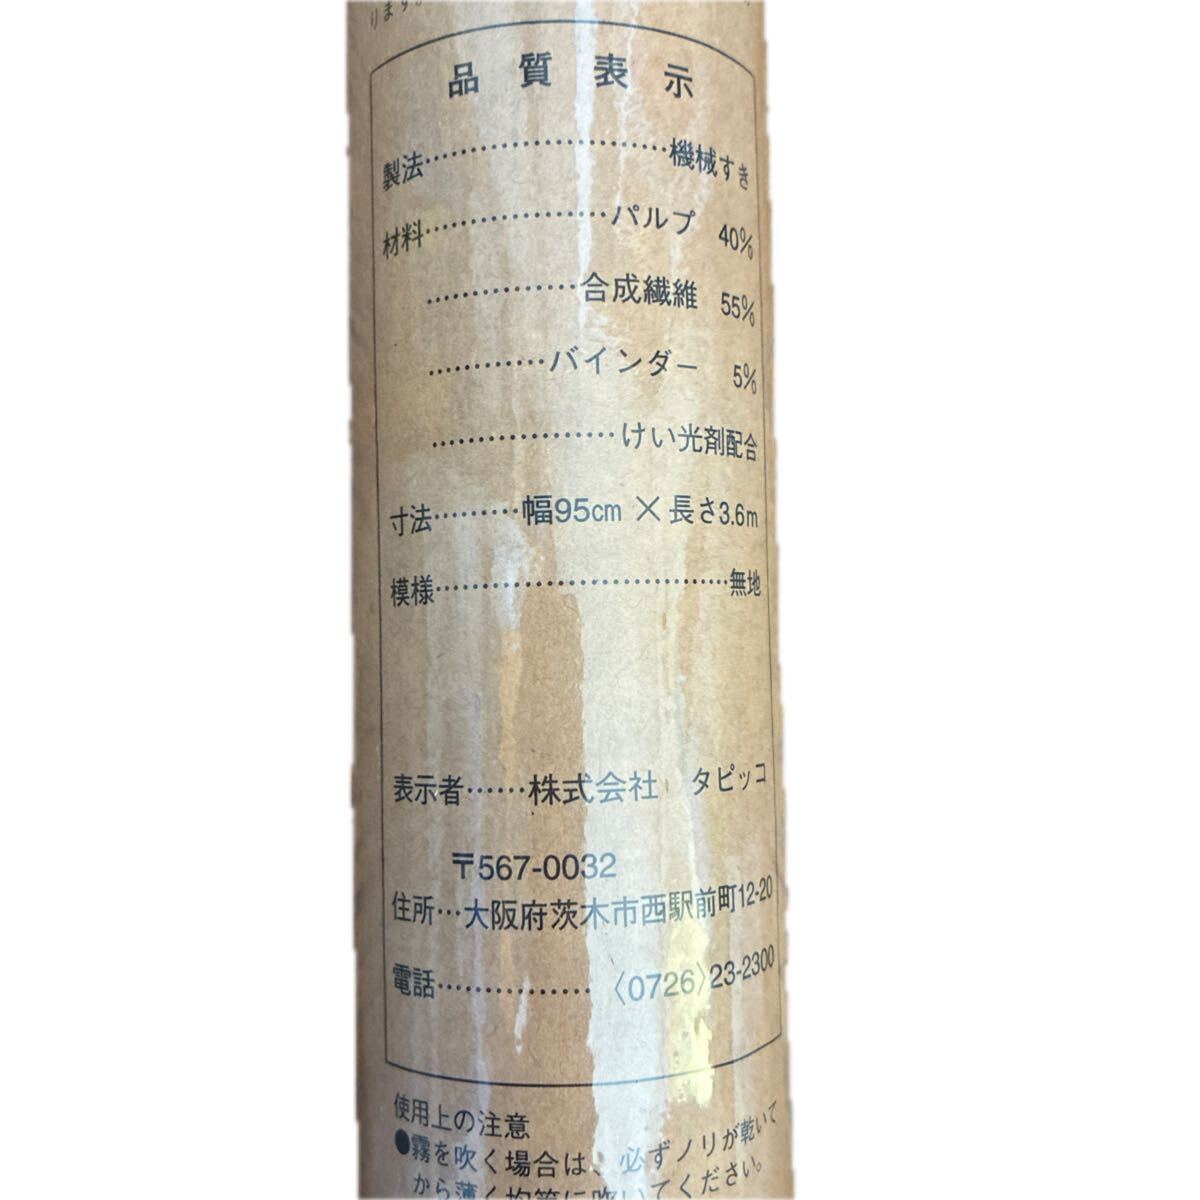 ります
品質表示
製法……………………機械すき
材料………………パルプ 40%
……………合成繊維 55%
…………バインダー 5%
………………けい光剤配合
寸法………幅95cm×長さ3.6m
模様…………………………無地
表示者……株式会社 タピッコ
〒567-0032
住所…大阪府茨木市西駅前町12-20
電話……………〈0726〉23-2300
使用上の注意
●霧を吹く場合は、必ずノリが乾いて
から薄く均等に吹いてください。